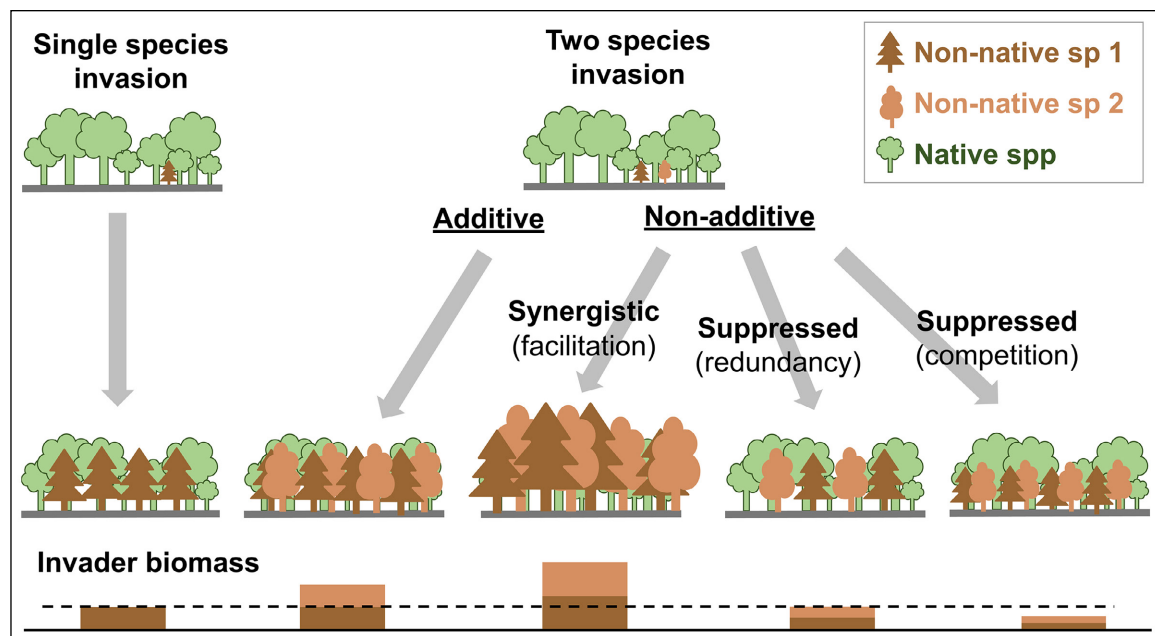 Single species
invasion
Two species
invasion
Non-native sp 1
Non-native sp 2
Native spp
Additive
Non-additive
Synergistic
(facilitation)
Suppressed
(redundancy)
Suppressed
(competition)
Invader biomass